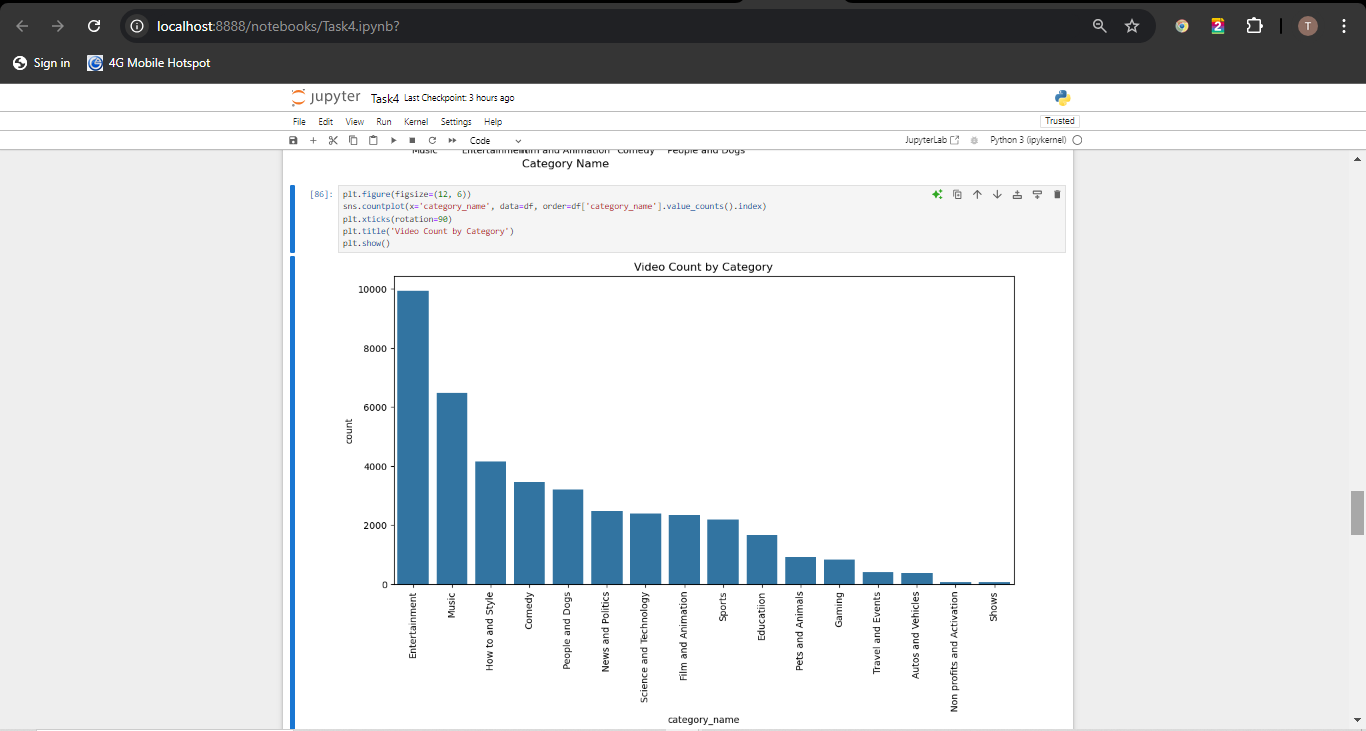 localhost:8888/notebooks/Task4.ipynb?
2
T
Sign in
4G Mobile Hotspot
jupyter Task4 Last Checkpoint: 3 hours ago
File Edit View Run Kernel Settings Help
Trusted
Code
JupyterLab
Python 3 (ipykernel)
Music Entertainment Film and Animation Comedy People and Dogs
Category Name
[86]:
plt.figure(figsize=(12, 6))
sns.countplot(x='category_name', data=df, order=df['category_name'].value_counts().index)
plt.xticks(rotation=90)
plt.title('Video Count by Category')
plt.show()
Video Count by Category
10000
8000
6000
4000
2000
0
count
Entertainment
Music
How to and Style
Comedy
People and Dogs
News and Politics
Science and Technology
Film and Animation
Sports
Education
Pets and Animals
Gaming
Travel and Events
Autos and Vehicles
Non profits and Activation
Shows
category_name